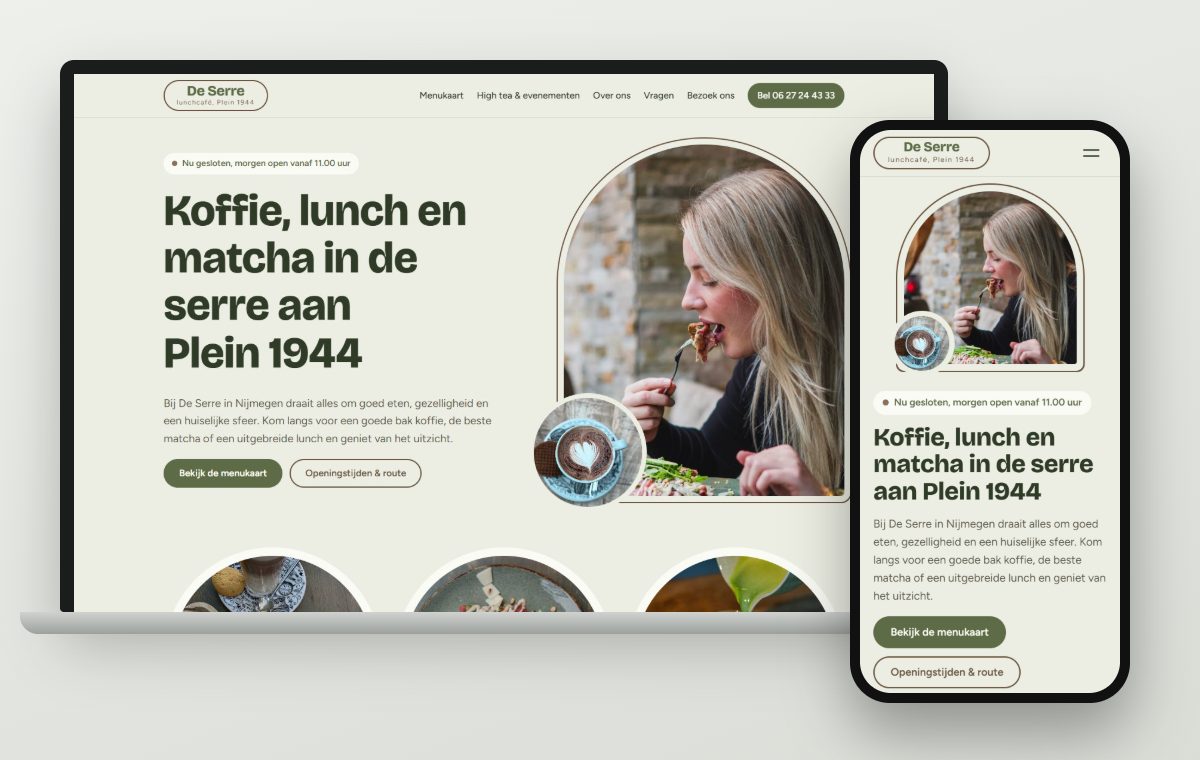 De Serre
lunchcafé, Plein 1944
Menukaart High tea & evenementen Over ons Vragen Bezoek ons Bel 06 27 24 43 33
Nu gesloten, morgen open vanaf 11.00 uur
Koffie, lunch en
matcha in de
serre aan
Plein 1944
Bij De Serre in Nijmegen draait alles om goed eten, gezelligheid en
een huiselijke sfeer. Kom langs voor een goede bak koffie, de beste
matcha of een uitgebreide lunch en geniet van het uitzicht.
Bekijk de menukaart Openingstijden & route
De Serre
lunchcafé, Plein 1944
Nu gesloten, morgen open vanaf 11.00 uur
Koffie, lunch en
matcha in de serre
aan Plein 1944
Bij De Serre in Nijmegen draait alles om goed
eten, gezelligheid en een huiselijke sfeer. Kom
langs voor een goede bak koffie, de beste
matcha of een uitgebreide lunch en geniet van
het uitzicht.
Bekijk de menukaart
Openingstijden & route